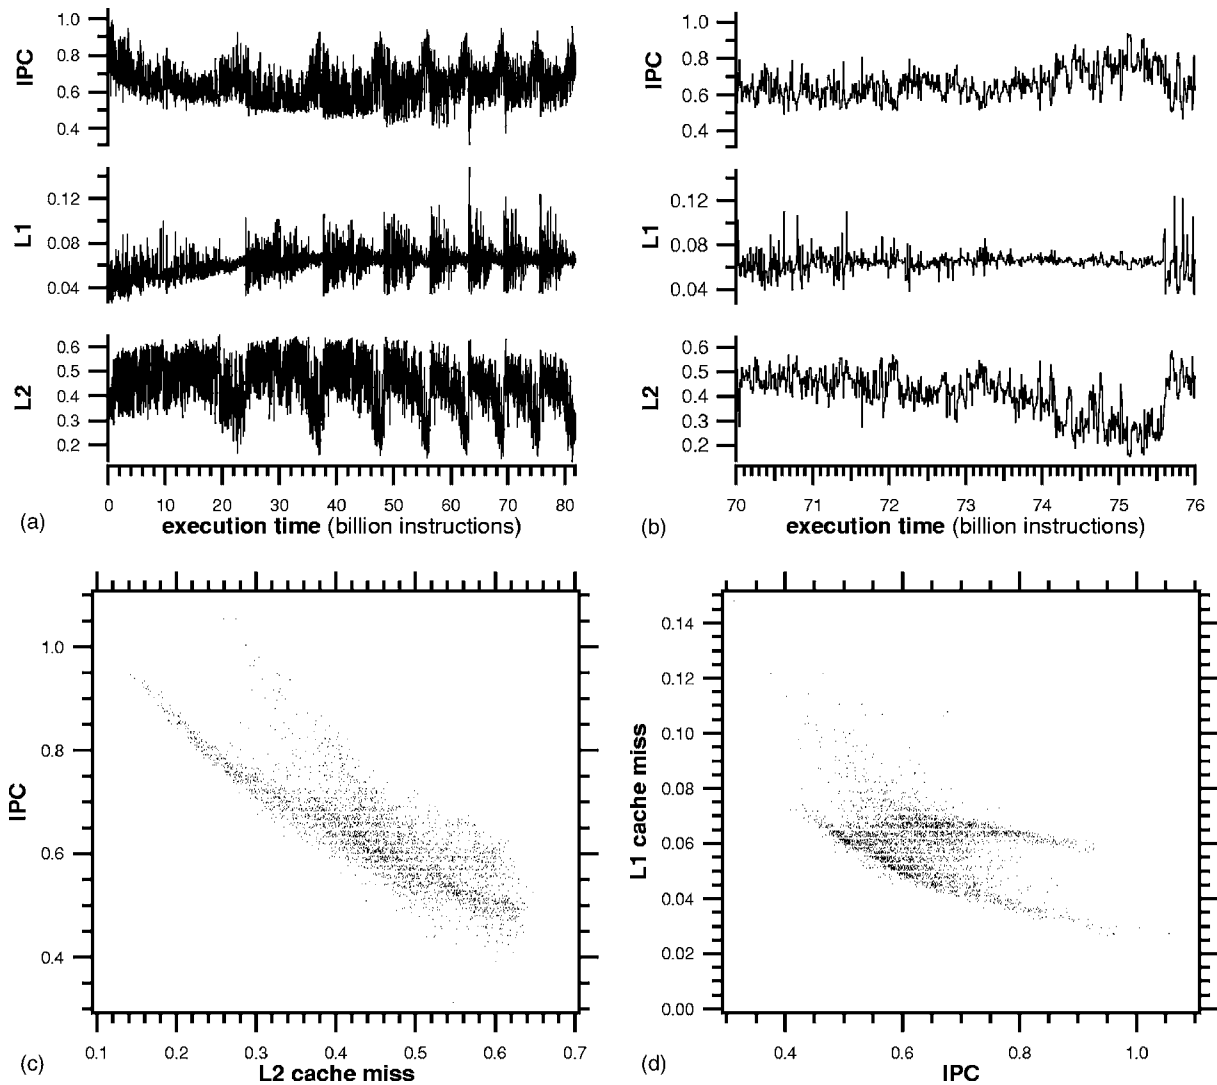 1.0
0.8
0.6
0.4
IPC
0.12
0.08
0.04
L1
0.6
0.5
0.4
0.3
0.2
L2
0 10 20 30 40 50 60 70 80
execution time (billion instructions)
(a)
1.0
0.8
0.6
0.4
IPC
0.12
0.08
0.04
L1
0.6
0.5
0.4
0.3
0.2
L2
70 71 72 73 74 75 76
execution time (billion instructions)
(b)
1.0
0.8
0.6
0.4
IPC
0.1 0.2 0.3 0.4 0.5 0.6 0.7
L2 cache miss
(c)
0.14
0.12
0.10
0.08
0.06
0.04
0.02
0.00
L1 cache miss
0.4 0.6 0.8 1.0
IPC
(d)